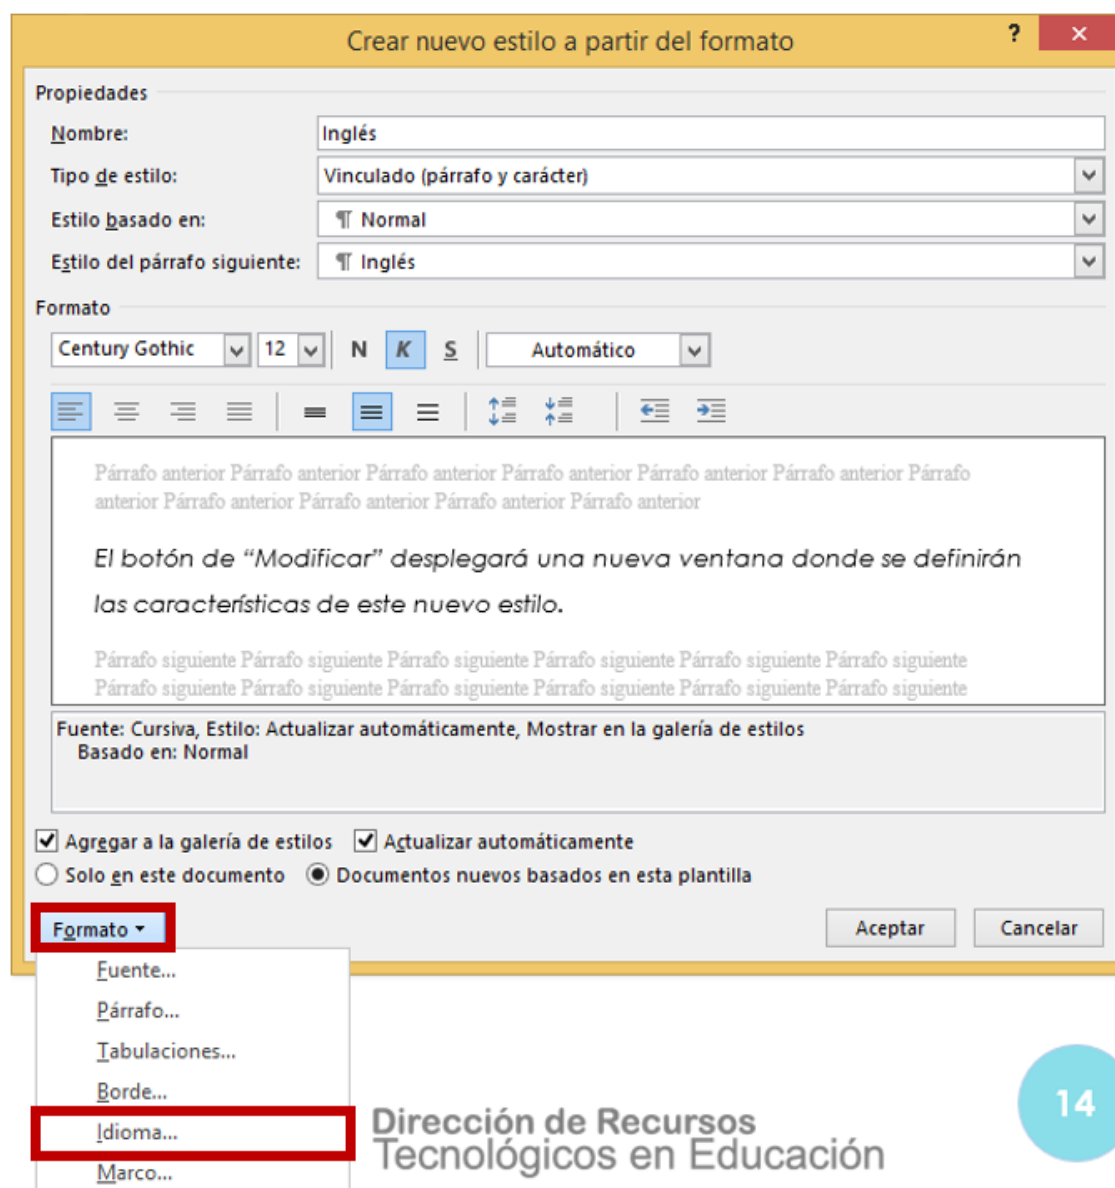 Crear nuevo estilo a partir del formato
? ×
Propiedades
Nombre: Inglés
Tipo de estilo: Vinculado (párrafo y carácter)
Estilo basado en: ¶ Normal
Estilo del párrafo siguiente: ¶ Inglés
Formato
Century Gothic 12 N K S Automático
Párrafo anterior Párrafo anterior Párrafo anterior Párrafo anterior Párrafo anterior Párrafo anterior Párrafo
anterior Párrafo anterior Párrafo anterior Párrafo anterior Párrafo anterior
El botón de “Modificar” desplegará una nueva ventana donde se definirán
las características de este nuevo estilo.
Párrafo siguiente Párrafo siguiente Párrafo siguiente Párrafo siguiente Párrafo siguiente Párrafo siguiente
Párrafo siguiente Párrafo siguiente Párrafo siguiente Párrafo siguiente Párrafo siguiente Párrafo siguiente
Fuente: Cursiva, Estilo: Actualizar automáticamente, Mostrar en la galería de estilos
Basado en: Normal
Agregar a la galería de estilos Actualizar automáticamente
Solo en este documento Documentos nuevos basados en esta plantilla
Formato Aceptar Cancelar
Fuente...
Párrafo...
Tabulaciones...
Borde...
Idioma...
Marco...
Dirección de Recursos
Tecnológicos en Educación
14